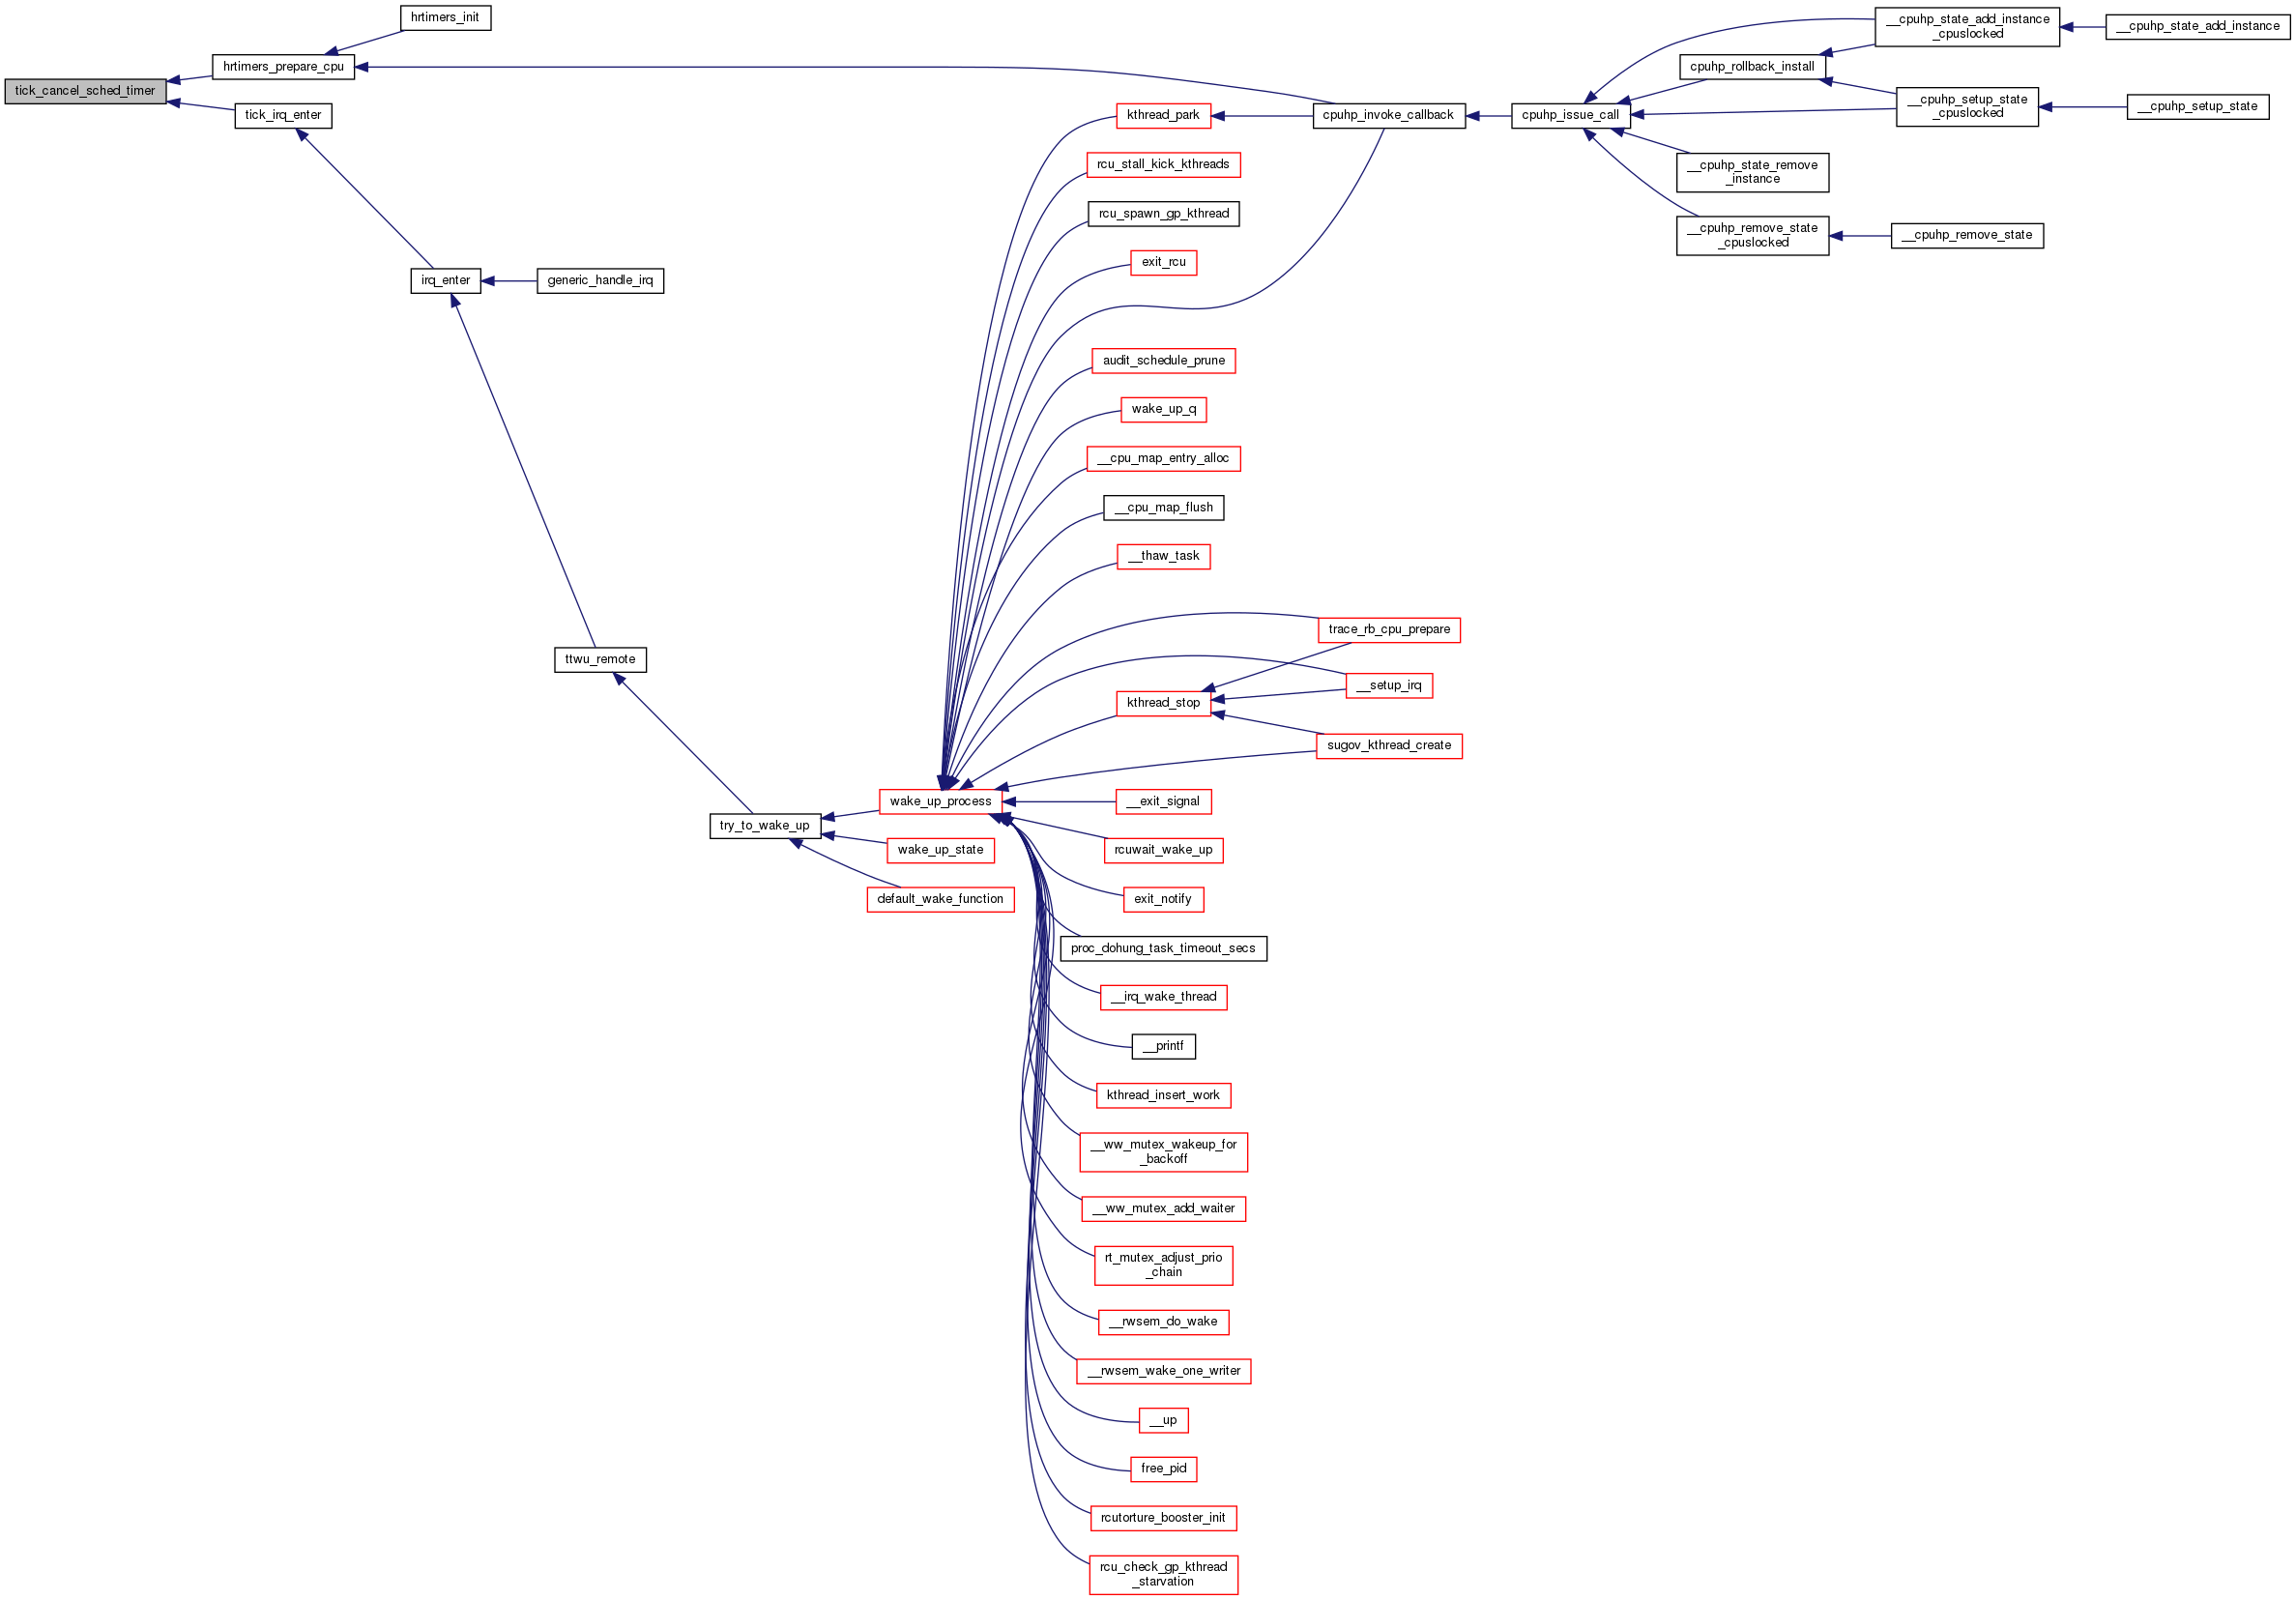 hrtimers_init
hrtimers_prepare_cpu
tick_cancel_sched_timer
tick_irq_enter
irq_enter
generic_handle_irq
ttwu_remote
try_to_wake_up
wake_up_process
wake_up_state
default_wake_function
kthread_park
rcu_stall_kick_kthreads
rcu_spawn_gp_kthread
exit_rcu
audit_schedule_prune
wake_up_q
__cpu_map_entry_alloc
__cpu_map_flush
__thaw_task
kthread_stop
__exit_signal
rcuwait_wake_up
exit_notify
proc_dohung_task_timeout_secs
__irq_wake_thread
__printf
kthread_insert_work
__ww_mutex_wakeup_for
_backoff
__ww_mutex_add_waiter
rt_mutex_adjust_prio
_chain
__rwsem_do_wake
__rwsem_wake_one_writer
__up
free_pid
rcutorture_booster_init
rcu_check_gp_kthread
_starvation
cpuhp_invoke_callback
trace_rb_cpu_prepare
__setup_irq
sugov_kthread_create
cpuhp_issue_call
cpuhp_rollback_install
__cpuhp_state_remove
_instance
__cpuhp_remove_state
_cpuslocked
__cpuhp_state_add_instance
_cpuslocked
__cpuhp_setup_state
_cpuslocked
__cpuhp_remove_state
__cpuhp_state_add_instance
__cpuhp_setup_state